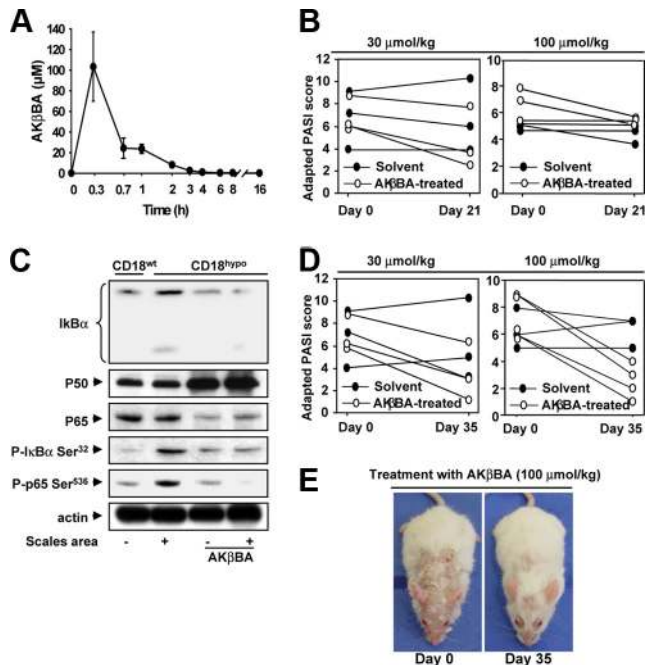 A
AKβBA (µM)
140
120
100
80
60
40
20
0
0 0.3 0.7 1 2 3 4 6 8 16
Time (h)
B
30 µmol/kg 100 µmol/kg
Adapted PASI score
12
10
8
6
4
2
0
Solvent
AKβBA-treated
Day 0 Day 21
10
8
6
4
2
0
Solvent
AKβBA-treated
Day 0 Day 21
C
CD18wt CD18hypo
IkBα
P50
P65
P-IκBα Ser32
P-p65 Ser536
actin
Scales area - + - +
AKβBA
D
30 µmol/kg 100 µmol/kg
Adapted PASI score
12
10
8
6
4
2
0
Solvent
AKβBA-treated
Day 0 Day 35
10
8
6
4
2
0
Solvent
AKβBA-treated
Day 0 Day 35
E
Treatment with AKβBA (100 µmol/kg)
Day 0 Day 35